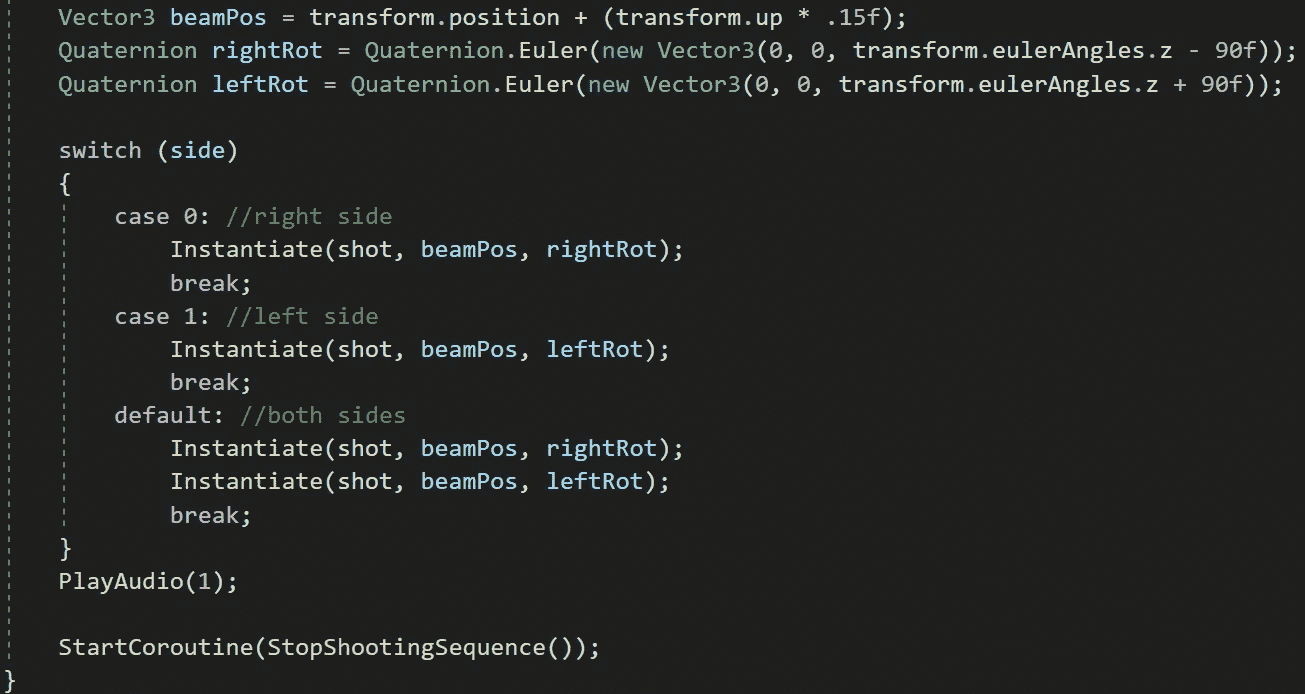 Vector3 beamPos = transform.position + (transform.up * .15f);
Quaternion rightRot = Quaternion.Euler(new Vector3(0, 0, transform.eulerAngles.z - 90f));
Quaternion leftRot = Quaternion.Euler(new Vector3(0, 0, transform.eulerAngles.z + 90f));
switch (side)
{
case 0: //right side
Instantiate(shot, beamPos, rightRot);
break;
case 1: //left side
Instantiate(shot, beamPos, leftRot);
break;
default: //both sides
Instantiate(shot, beamPos, rightRot);
Instantiate(shot, beamPos, leftRot);
break;
}
PlayAudio(1);
StartCoroutine(StopShootingSequence());
}